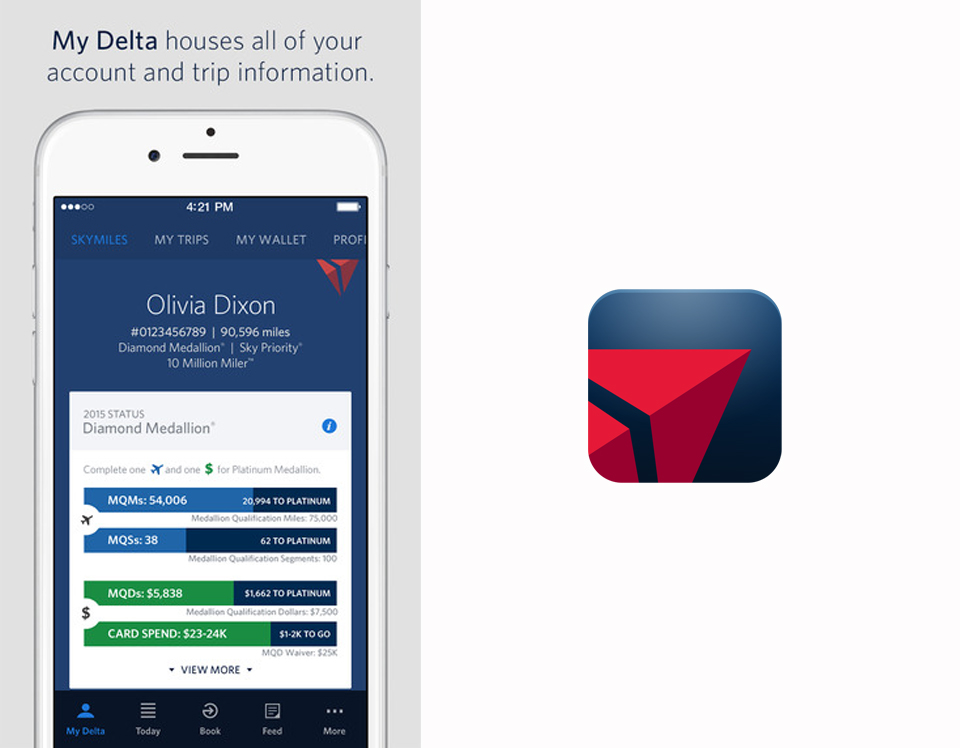 My Delta houses all of your
account and trip information.
4:21 PM
SKYMILES MY TRIPS MY WALLET PROFI
Olivia Dixon
#0123456789 | 90,596 miles
Diamond Medallion® | Sky Priority®
10 Million Miler™
2015 STATUS
Diamond Medallion®
i
Complete one and one $ for Platinum Medallion.
MQMs: 54,006 20,994 TO PLATINUM
Medallion Qualification Miles: 75,000
MQSs: 38 62 TO PLATINUM
Medallion Qualification Segments: 100
MQDs: $5,838 $1,662 TO PLATINUM
Medallion Qualification Dollars: $7,500
$
CARD SPEND: $23-24K $1-2K TO GO
MQD Waiver: $25K
VIEW MORE
My Delta Today Book Feed More